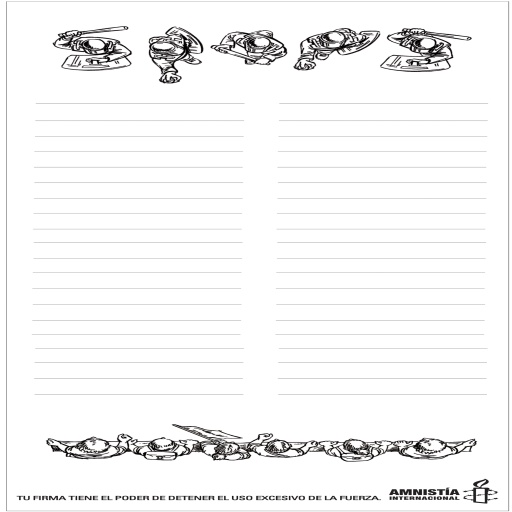 TU FIRMA TIENE EL PODER DE DETENER EL USO EXCESIVO DE LA FUERZA.
AMNISTÍA
INTERNACIONAL